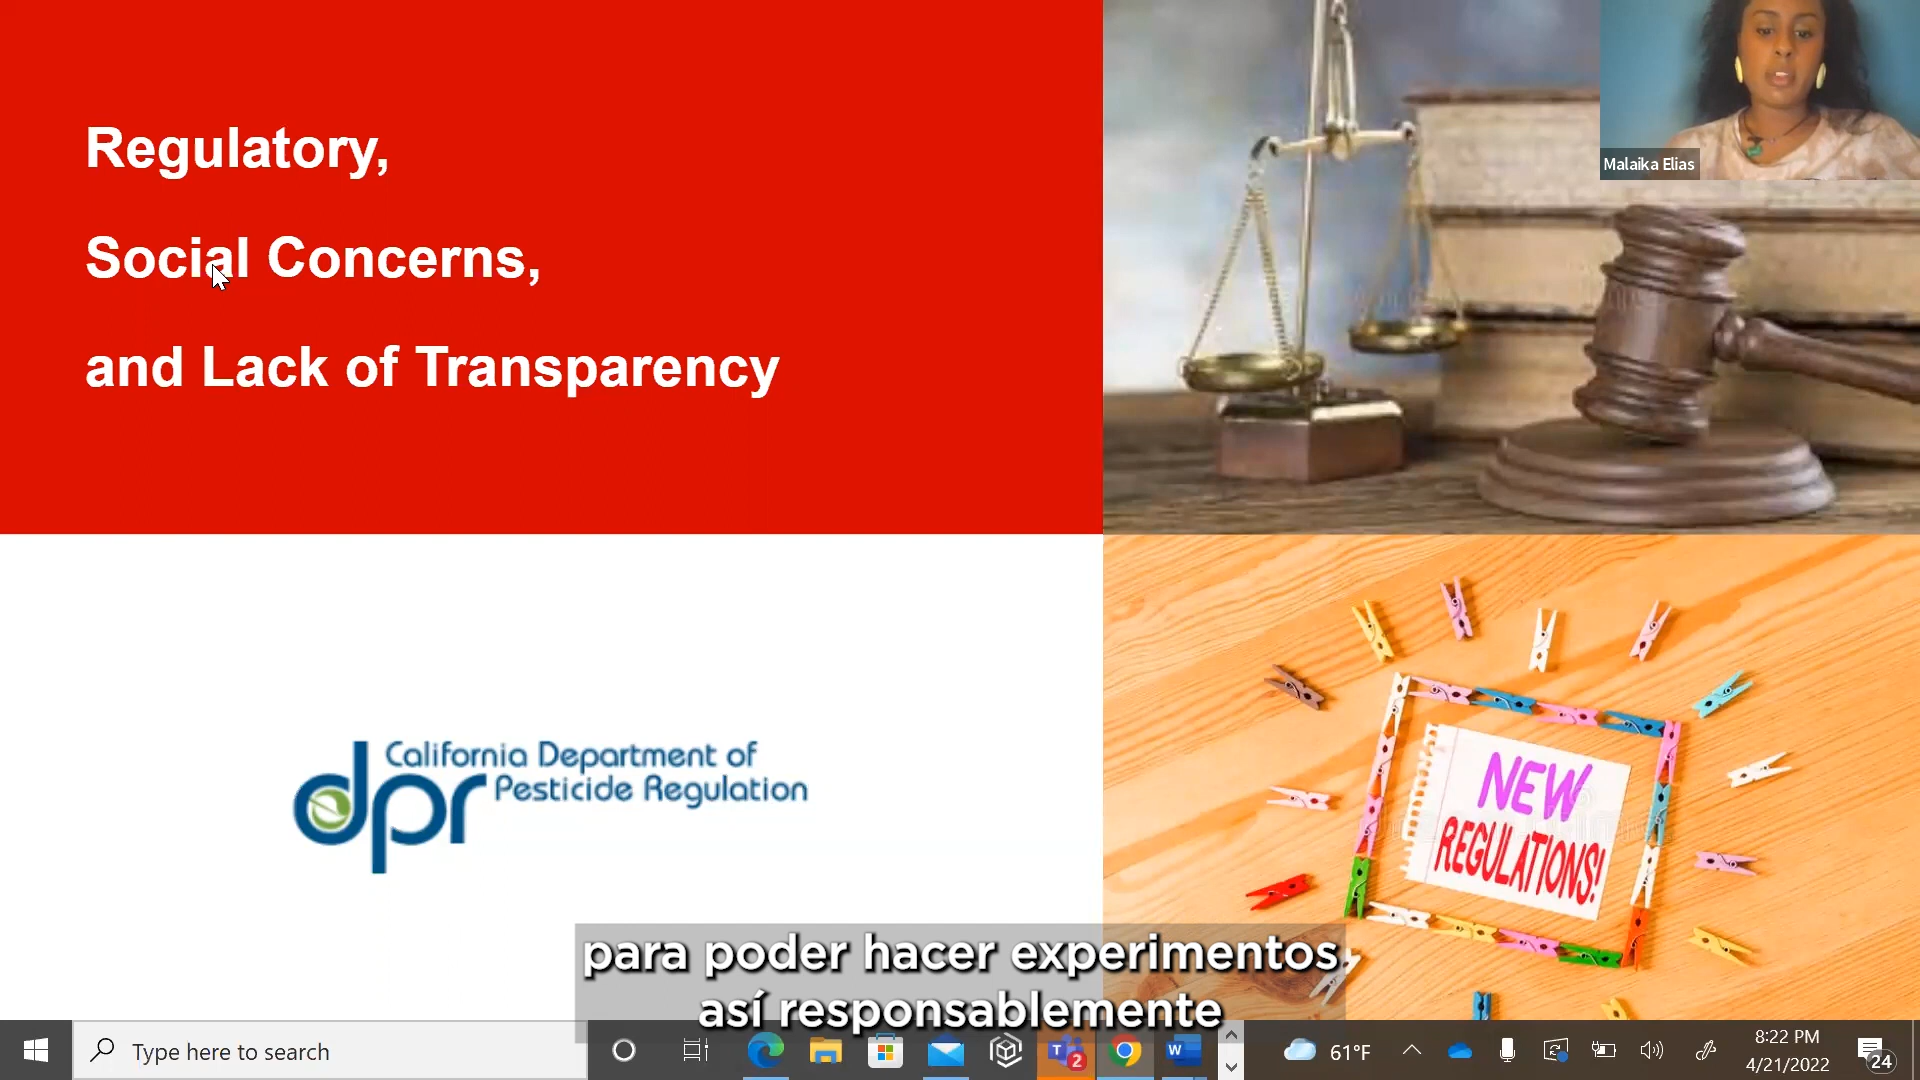 Regulatory,
Social Concerns,
and Lack of Transparency
Malaika Elias
California Department of
dpr Pesticide Regulation
NEW
REGULATIONS!
para poder hacer experimentos,
así responsablemente
Type here to search
T 2
W
61°F
8:22 PM
4/21/2022
24